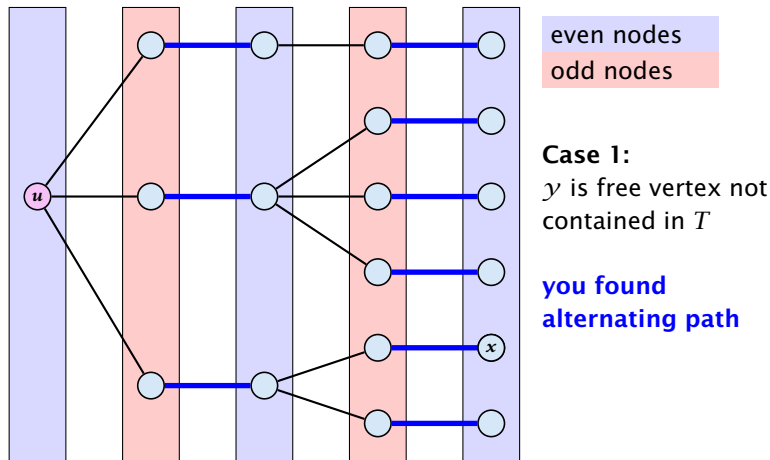 even nodes
odd nodes
Case 1:
y is free vertex not
contained in T
you found
alternating path
u
x